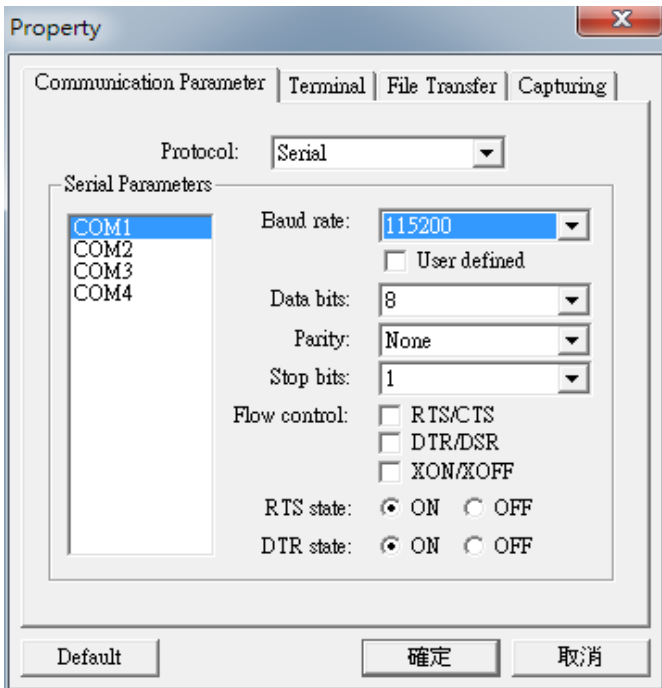 Property
Communication Parameter Terminal File Transfer Capturing
Protocol: Serial
Serial Parameters
COM1
COM2
COM3
COM4
Baud rate: 115200
User defined
Data bits: 8
Parity: None
Stop bits: 1
Flow control: RTS/CTS
DTR/DSR
XON/XOFF
RTS state: ON OFF
DTR state: ON OFF
Default 確定 取消